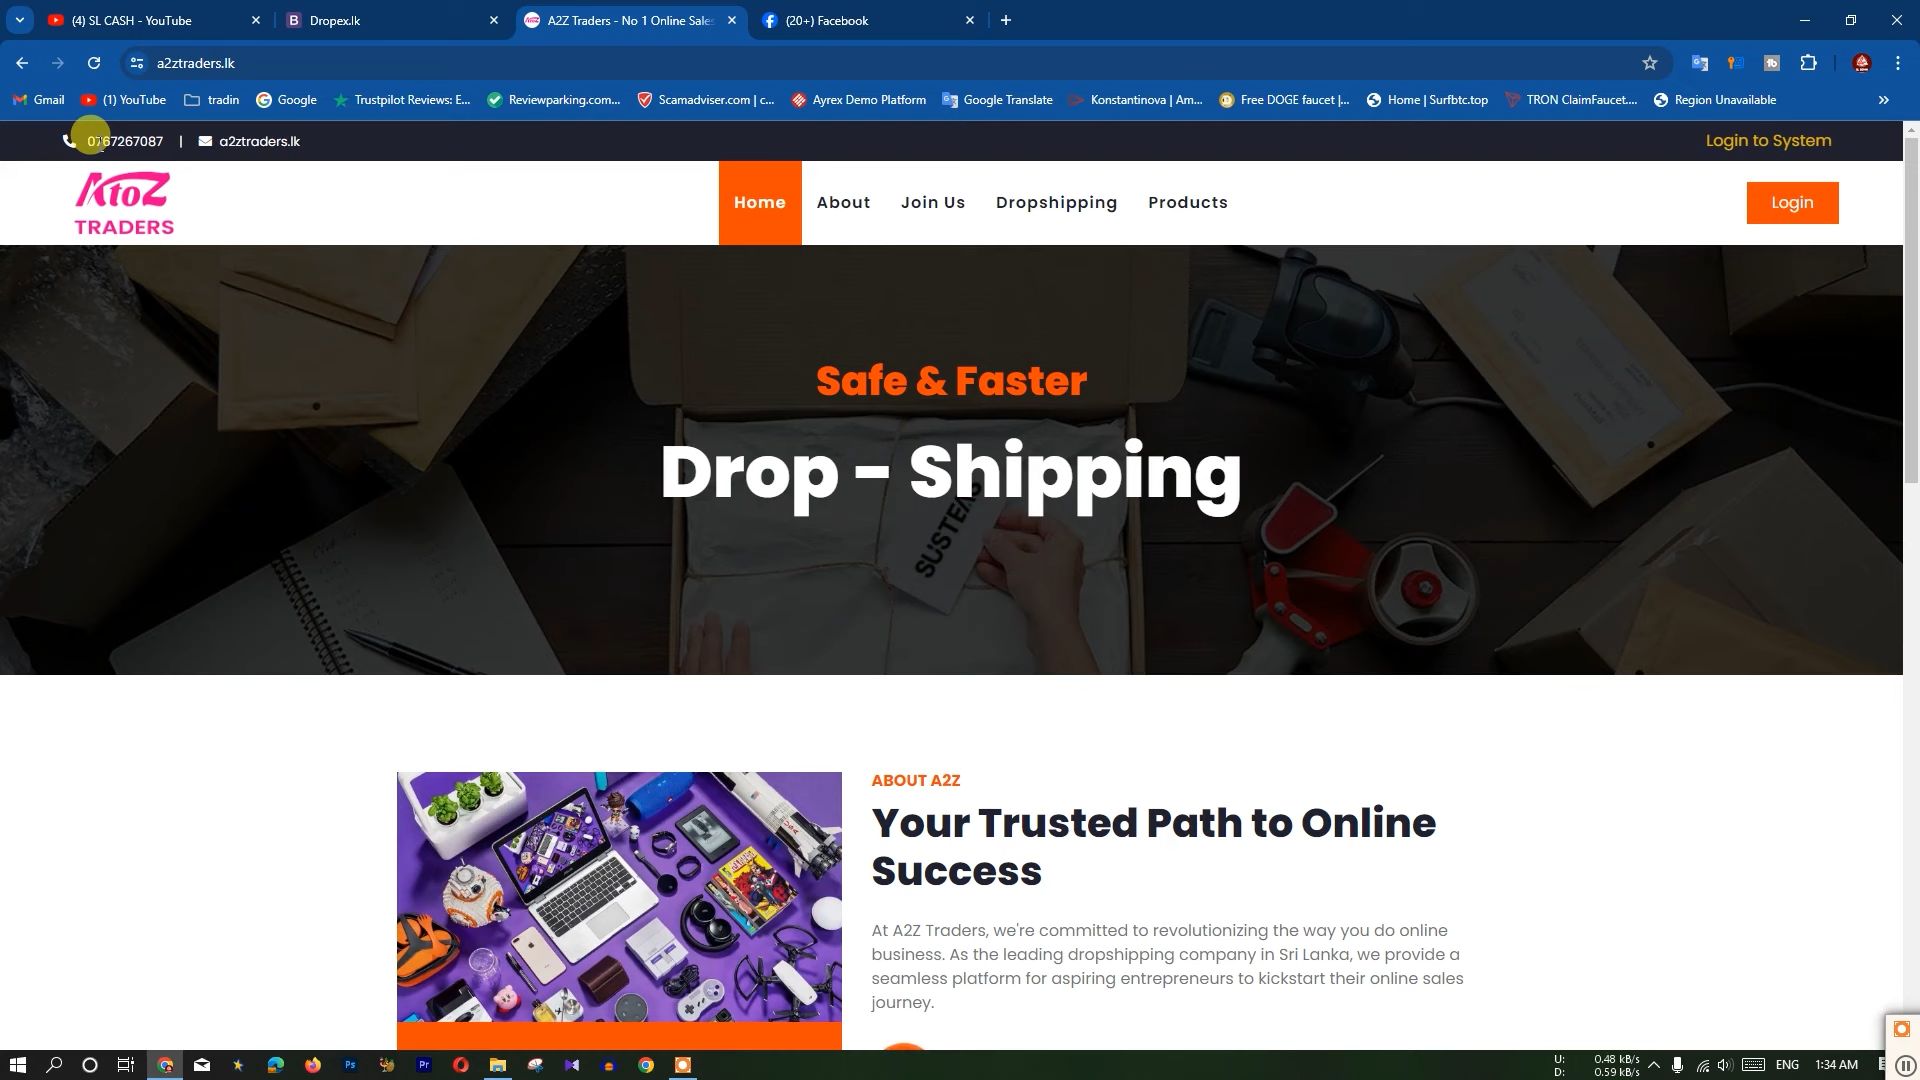 (4) SL CASH - YouTube
Dropex.lk
A2Z Traders - No 1 Online Sales
(20+) Facebook
a2ztraders.lk
Gmail
(1) YouTube
tradin
Google
Trustpilot Reviews: E...
Reviewparking.com...
Scamadviser.com | c...
Ayrex Demo Platform
Google Translate
Konstantinova | Am...
Free DOGE faucet |...
Home | Surfbtc.top
TRON ClaimFaucet....
Region Unavailable
0767267087 | a2ztraders.lk
Login to System
AtoZ
TRADERS
Home
About
Join Us
Dropshipping
Products
Login
Safe & Faster
Drop - Shipping
SUSTEMS
ABOUT A2Z
Your Trusted Path to Online
Success
At A2Z Traders, we're committed to revolutionizing the way you do online
business. As the leading dropshipping company in Sri Lanka, we provide a
seamless platform for aspiring entrepreneurs to kickstart their online sales
journey.
U: 0.48 kB/s
D: 0.59 kB/s
ENG
1:34 AM